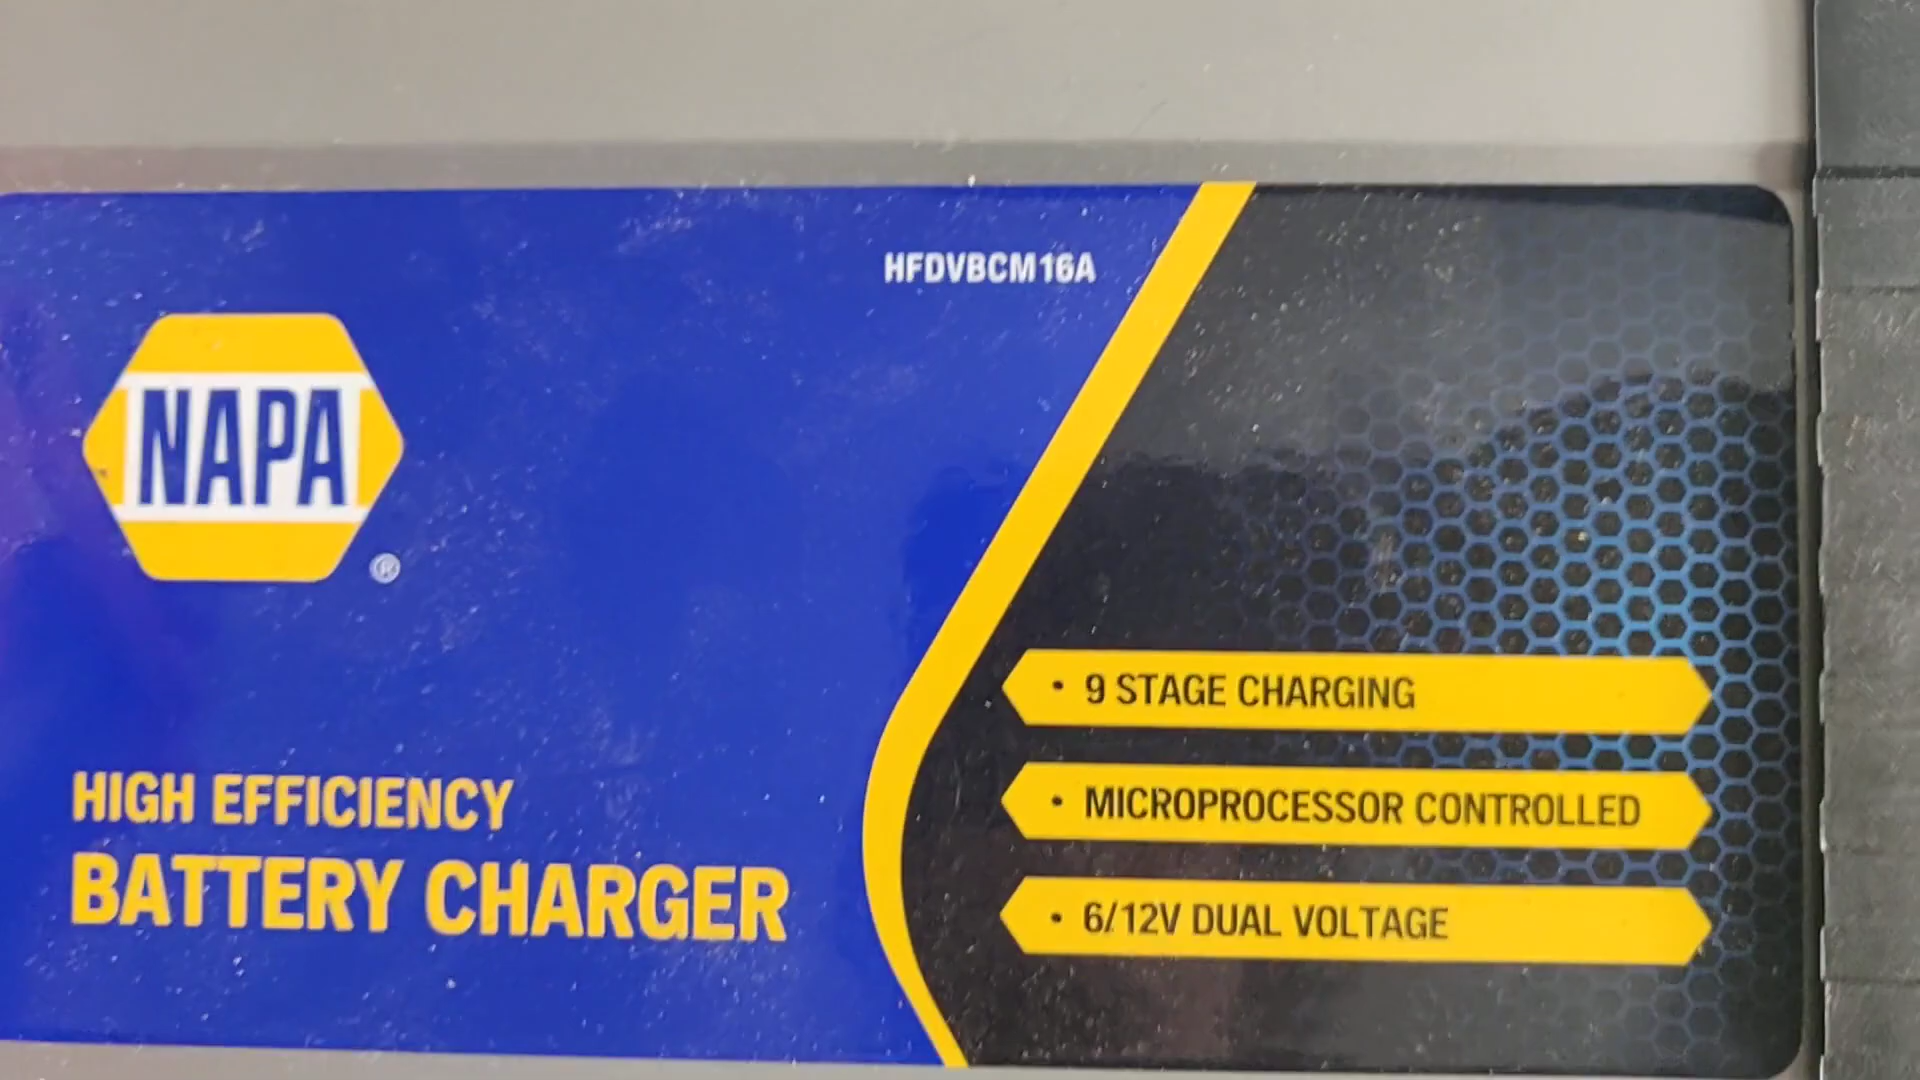 HFDVBCM16A
NAPA
®
HIGH EFFICIENCY
BATTERY CHARGER
• 9 STAGE CHARGING
• MICROPROCESSOR CONTROLLED
• 6/12V DUAL VOLTAGE